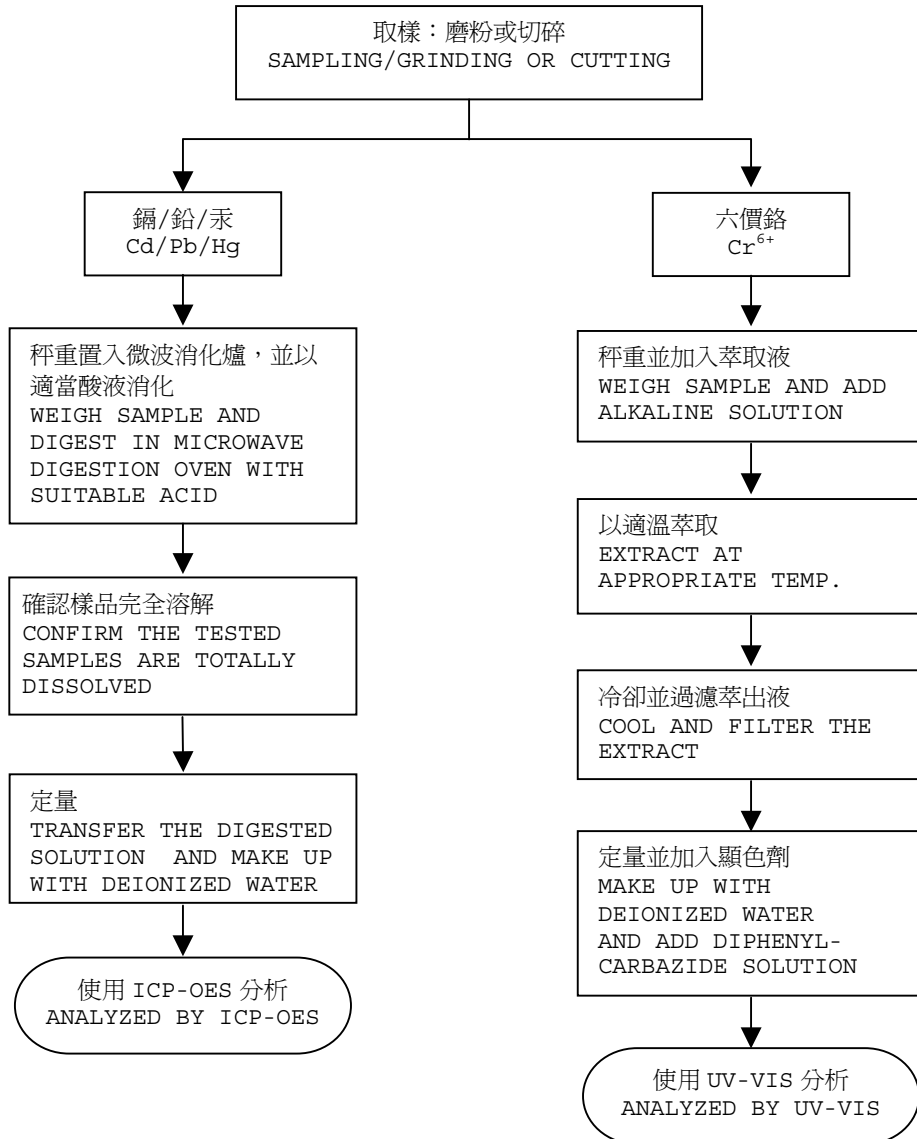 取樣：磨粉或切碎
SAMPLING/GRINDING OR CUTTING
鎘/鉛/汞
Cd/Pb/Hg
秤重置入微波消化爐，並以
適當酸液消化
WEIGH SAMPLE AND
DIGEST IN MICROWAVE
DIGESTION OVEN WITH
SUITABLE ACID
確認樣品完全溶解
CONFIRM THE TESTED
SAMPLES ARE TOTALLY
DISSOLVED
定量
TRANSFER THE DIGESTED
SOLUTION  AND MAKE UP
WITH DEIONIZED WATER
使用 ICP-OES 分析
ANALYZED BY ICP-OES
六價鉻
Cr⁶⁺
秤重並加入萃取液
WEIGH SAMPLE AND ADD
ALKALINE SOLUTION
以適溫萃取
EXTRACT AT
APPROPRIATE TEMP.
冷卻並過濾萃出液
COOL AND FILTER THE
EXTRACT
定量並加入顯色劑
MAKE UP WITH
DEIONIZED WATER
AND ADD DIPHENYL-
CARBAZIDE SOLUTION
使用 UV-VIS 分析
ANALYZED BY UV-VIS